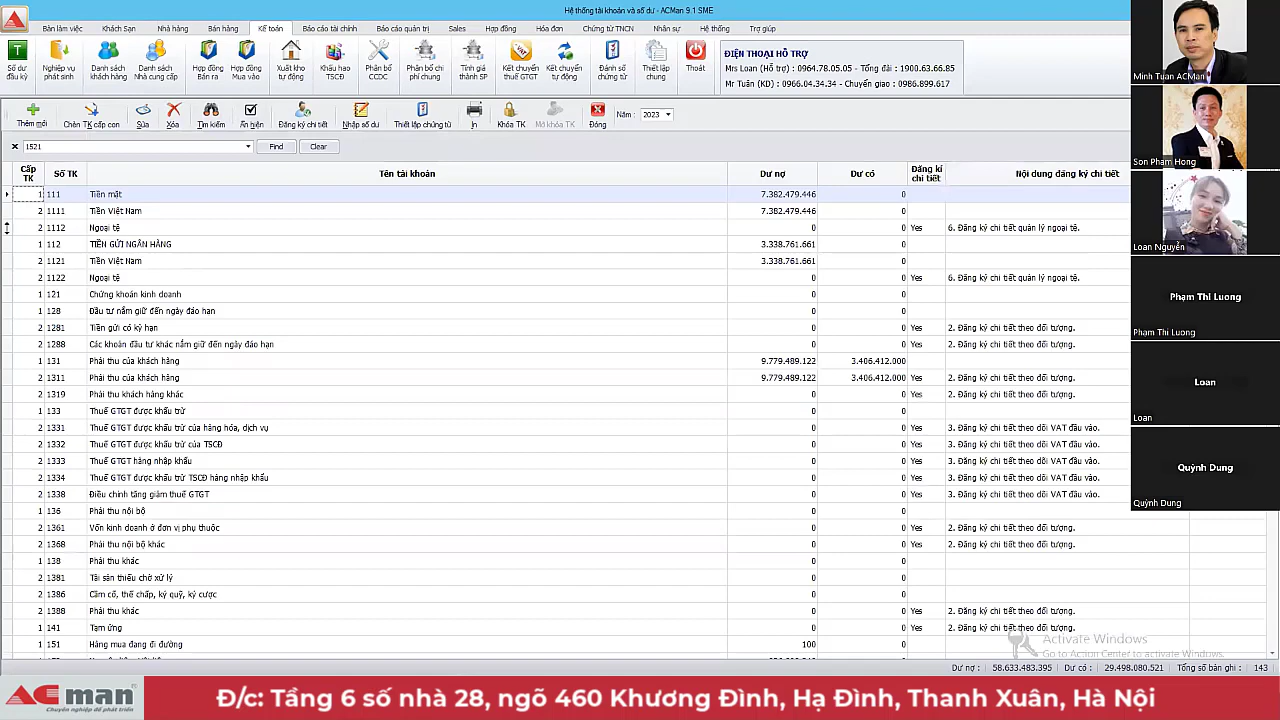 Hệ thống tài khoản và số dư - ACMan 9.1 SME
Bàn làm việc Khách Sạn Nhà hàng Bán hàng Kế toán Báo cáo tài chính Báo cáo quản trị Sales Hợp đồng Hóa đơn Chứng từ TNCN Nhân sự Hệ thống Trợ giúp
Số dư đầu kỳ Nghiệp vụ phát sinh Danh sách khách hàng Danh sách Nhà cung cấp Hợp đồng Bán ra Hợp đồng Mua vào Xuất kho tự động Khấu hao TSCĐ Phân bổ CCDC Phân bổ chi phí chung Tính giá thành SP Kết chuyển thuế GTGT Kết chuyển tự động Đánh số chứng từ Thiết lập chung Thoát
ĐIỆN THOẠI HỖ TRỢ
Mrs Loan (Hỗ trợ) : 0964.78.05.05 - Tổng đài : 1900.63.66.85
Mr Tuân (KD) : 0966.04.34.34 - Chuyển giao : 0986.899.617
Thêm mới Chèn TK cấp con Sửa Xóa Tìm kiếm Ẩn hiện Đăng ký chi tiết Nhập số dư Thiết lập chứng từ In Khóa TK Mở khóa TK Đóng Năm : 2023
1521 Find Clear
Cấp TK Số TK Tên tài khoản Dư nợ Dư có Đăng kí chi tiết Nội dung đăng ký chi tiết
1 111 Tiền mặt 7.382.479.446 0
2 1111 Tiền Việt Nam 7.382.479.446 0
2 1112 Ngoại tệ 0 0 Yes 6. Đăng ký chi tiết quản lý ngoại tệ.
1 112 TIỀN GỬI NGÂN HÀNG 3.338.761.661 0
2 1121 Tiền Việt Nam 3.338.761.661 0
2 1122 Ngoại tệ 0 0 Yes 6. Đăng ký chi tiết quản lý ngoại tệ.
1 121 Chứng khoán kinh doanh 0 0
1 128 Đầu tư nắm giữ đến ngày đáo hạn 0 0
2 1281 Tiền gửi có kỳ hạn 0 0 Yes 2. Đăng ký chi tiết theo đối tượng.
2 1288 Các khoản đầu tư khác nắm giữ đến ngày đáo hạn 0 0 Yes 2. Đăng ký chi tiết theo đối tượng.
1 131 Phải thu của khách hàng 9.779.489.122 3.406.412.000
2 1311 Phải thu của khách hàng 9.779.489.122 3.406.412.000 Yes 2. Đăng ký chi tiết theo đối tượng.
2 1319 Phải thu khách hàng khác 0 0 Yes 2. Đăng ký chi tiết theo đối tượng.
1 133 Thuế GTGT được khấu trừ 0 0
2 1331 Thuế GTGT được khấu trừ của hàng hóa, dịch vụ 0 0 Yes 3. Đăng ký chi tiết theo dõi VAT đầu vào.
2 1332 Thuế GTGT được khấu trừ của TSCĐ 0 0 Yes 3. Đăng ký chi tiết theo dõi VAT đầu vào.
2 1333 Thuế GTGT hàng nhập khẩu 0 0 Yes 3. Đăng ký chi tiết theo dõi VAT đầu vào.
2 1334 Thuế GTGT được khấu trừ TSCĐ hàng nhập khẩu 0 0 Yes 3. Đăng ký chi tiết theo dõi VAT đầu vào.
2 1338 Điều chỉnh tăng giảm thuế GTGT 0 0 Yes 3. Đăng ký chi tiết theo dõi VAT đầu vào.
1 136 Phải thu nội bộ 0 0
2 1361 Vốn kinh doanh ở đơn vị phụ thuộc 0 0 Yes 2. Đăng ký chi tiết theo đối tượng.
2 1368 Phải thu nội bộ khác 0 0 Yes 2. Đăng ký chi tiết theo đối tượng.
1 138 Phải thu khác 0 0
2 1381 Tài sản thiếu chờ xử lý 0 0
2 1386 Cầm cố, thế chấp, ký quỹ, ký cược 0 0
2 1388 Phải thu khác 0 0 Yes 2. Đăng ký chi tiết theo đối tượng.
1 141 Tạm ứng 0 0 Yes 2. Đăng ký chi tiết theo đối tượng.
1 151 Hàng mua đang đi đường 100 0
Activate Windows
Go to Action Center to activate Windows.
Dư nợ : 58.633.483.395 Dư có : 29.498.080.521 Tổng số bản ghi : 143
Minh Tuan ACMan
Son Pham Hong
Loan Nguyễn
Phạm Thi Luong
Phạm Thi Luong
Loan
Loan
Quỳnh Dung
Quỳnh Dung
ACman
Chuyên nghiệp để phát triển
Đ/c: Tầng 6 số nhà 28, ngõ 460 Khương Đình, Hạ Đình, Thanh Xuân, Hà Nội